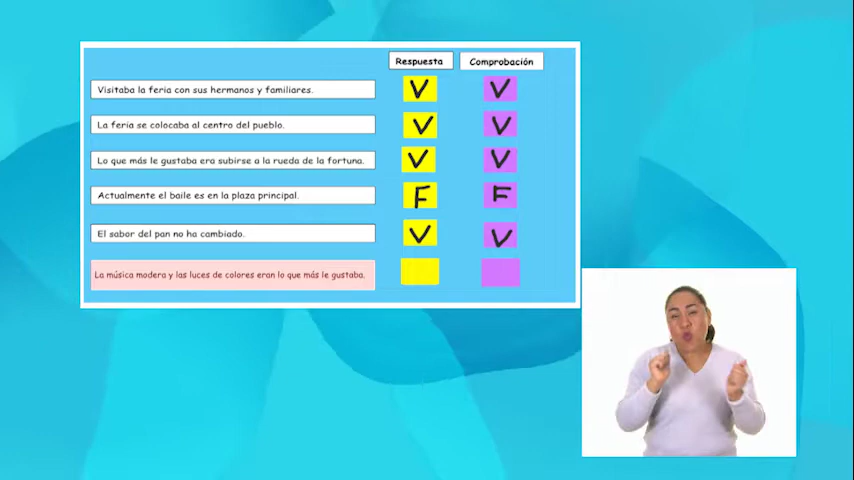 Respuesta Comprobación
Visitaba la feria con sus hermanos y familiares. V V
La feria se colocaba al centro del pueblo. V V
Lo que más le gustaba era subirse a la rueda de la fortuna. V V
Actualmente el baile es en la plaza principal. F F
El sabor del pan no ha cambiado. V V
La música modera y las luces de colores eran lo que más le gustaba.